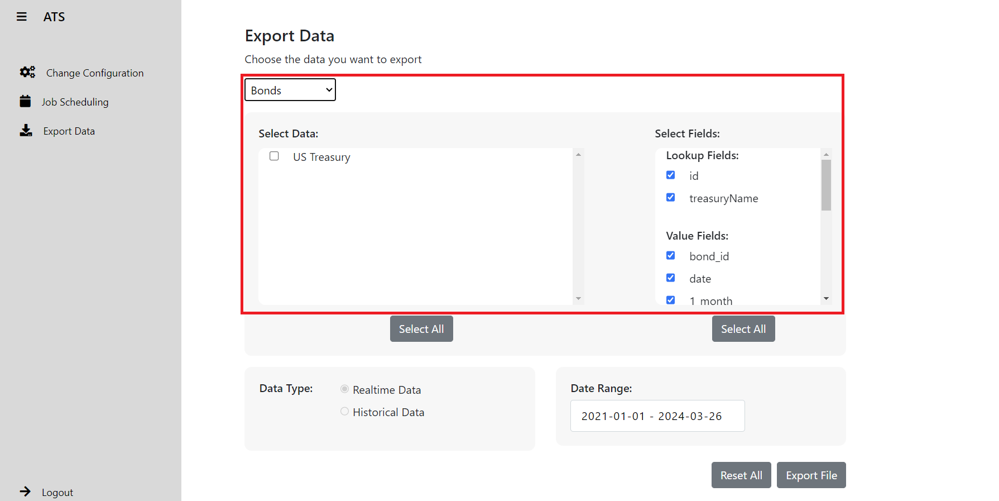 ATS
Change Configuration
Job Scheduling
Export Data
Logout
Export Data
Choose the data you want to export
Bonds
Select Data:
US Treasury
Select All
Select Fields:
Lookup Fields:
id
treasuryName
Value Fields:
bond_id
date
1_month
Select All
Data Type:
Realtime Data
Historical Data
Date Range:
2021-01-01 - 2024-03-26
Reset All
Export File